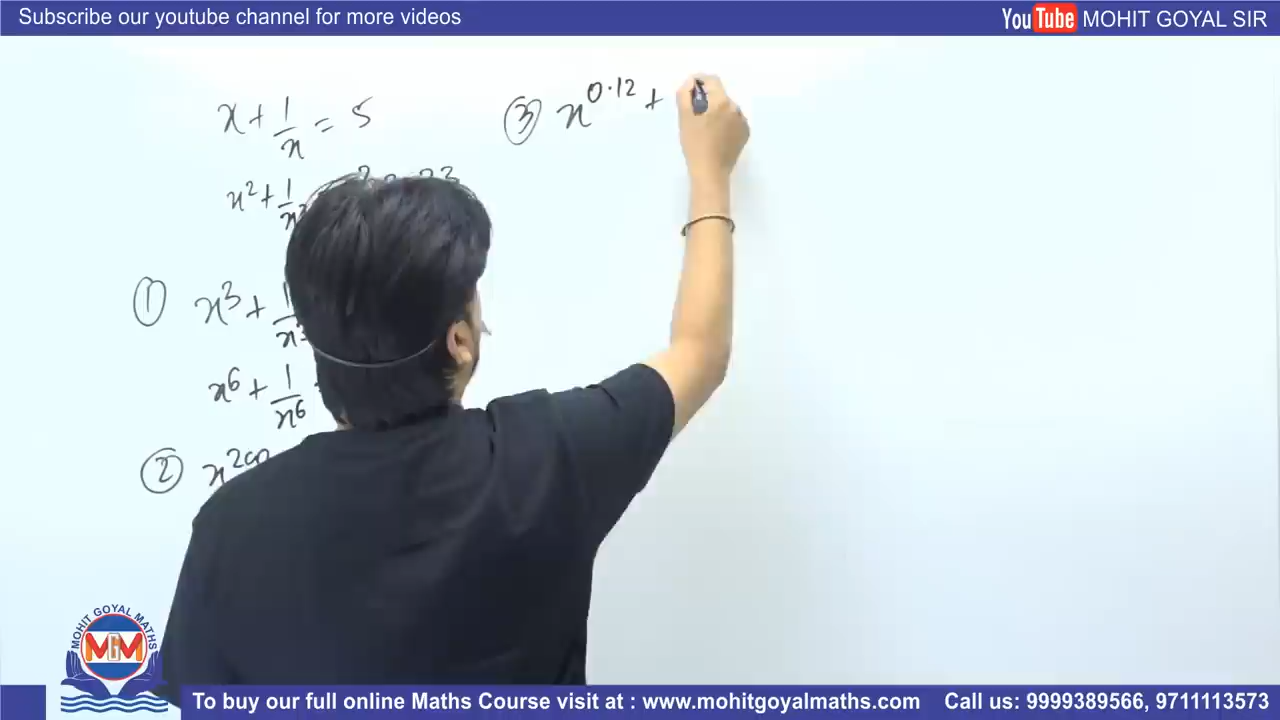 Subscribe our youtube channel for more videos
YouTube MOHIT GOYAL SIR
x + 1/x = 5
x² + 1/x
① x³ + 1/x³
x⁶ + 1/x⁶
② x²⁰⁰
③ x^0.12 +
MOHIT GOYAL MATHS
MGM
To buy our full online Maths Course visit at : www.mohitgoyalmaths.com Call us: 9999389566, 9711113573